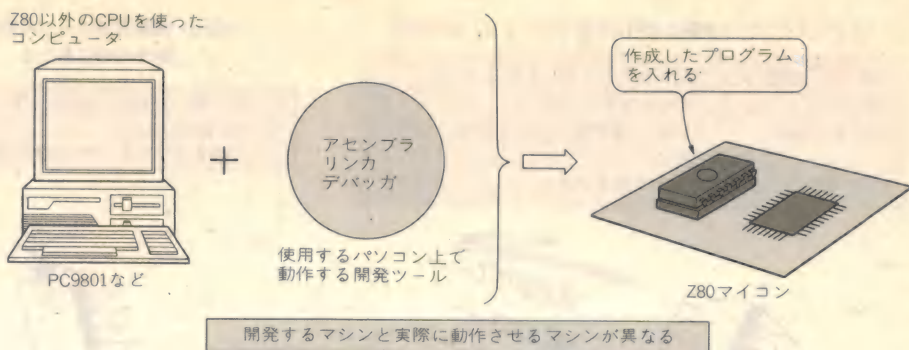 Z80以外のCPUを使った
コンピュータ
作成したプログラム
を入れる
アセンブラ
リンカ
デバッガ
使用するパソコン上で
動作する開発ツール
PC9801など
Z80マイコン
開発するマシンと実際に動作させるマシンが異なる